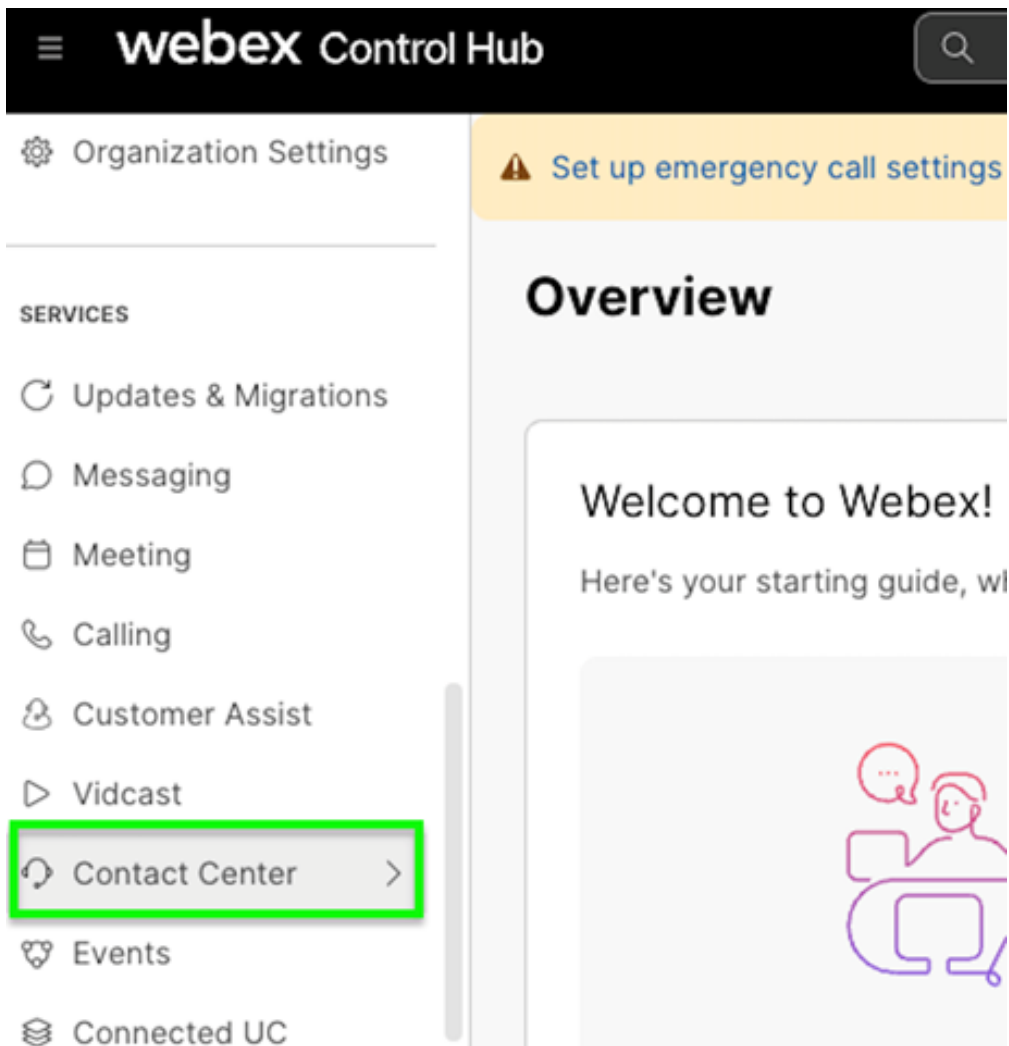 webex Control Hub
Organization Settings
Set up emergency call settings
SERVICES
Overview
Updates & Migrations
Messaging
Meeting
Calling
Customer Assist
Vidcast
Contact Center
Events
Connected UC
Welcome to Webex!
Here's your starting guide,